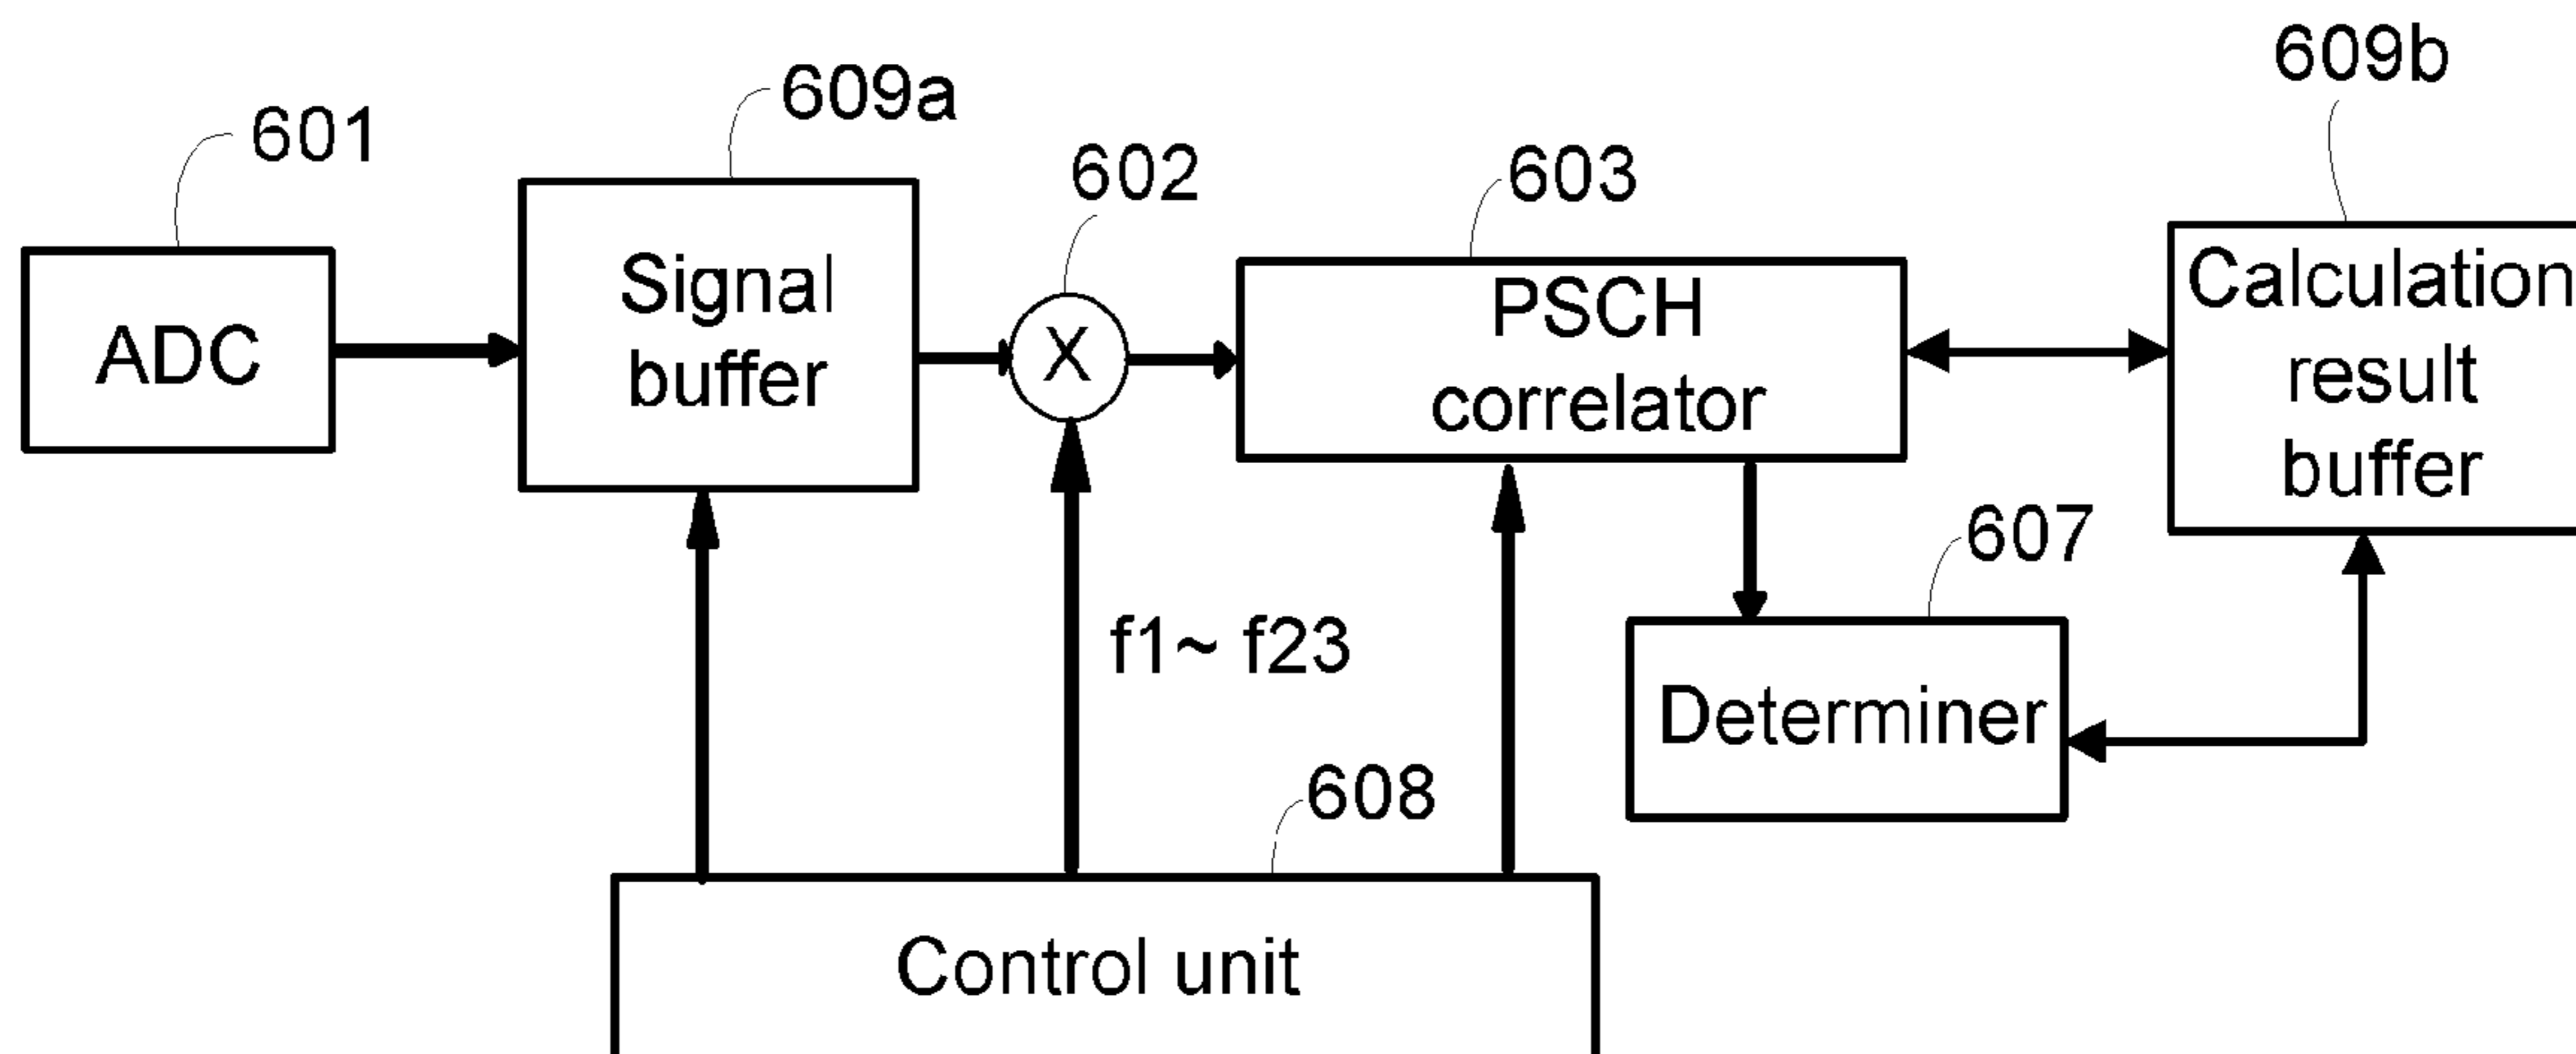 609b
609a
601
602
603
Signal
buffer
ADC
X
PSCH
correlator
Calculation
result
buffer
607
f1~ f23
Determiner
608
Control unit